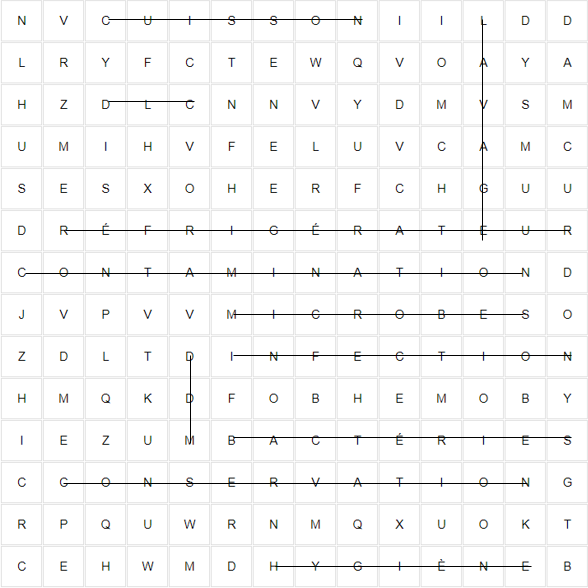 N V C U I S S O N I I L D D
L R Y F C T E W Q V O A Y A
H Z D L C N N V Y D M V S M
U M I H V F E L U V C A M C
S E S X O H E R F C H G U U
D R É F R I G É R A T E U R
C O N T A M I N A T I O N D
J V P V V M I C R O B E S O
Z D L T D I N F E C T I O N
H M Q K D F O B H E M O B Y
I E Z U M B A C T É R I E S
C C O N S E R V A T I O N G
R P Q U W R N M Q X U O K T
C E H W M D H Y G I È N E B